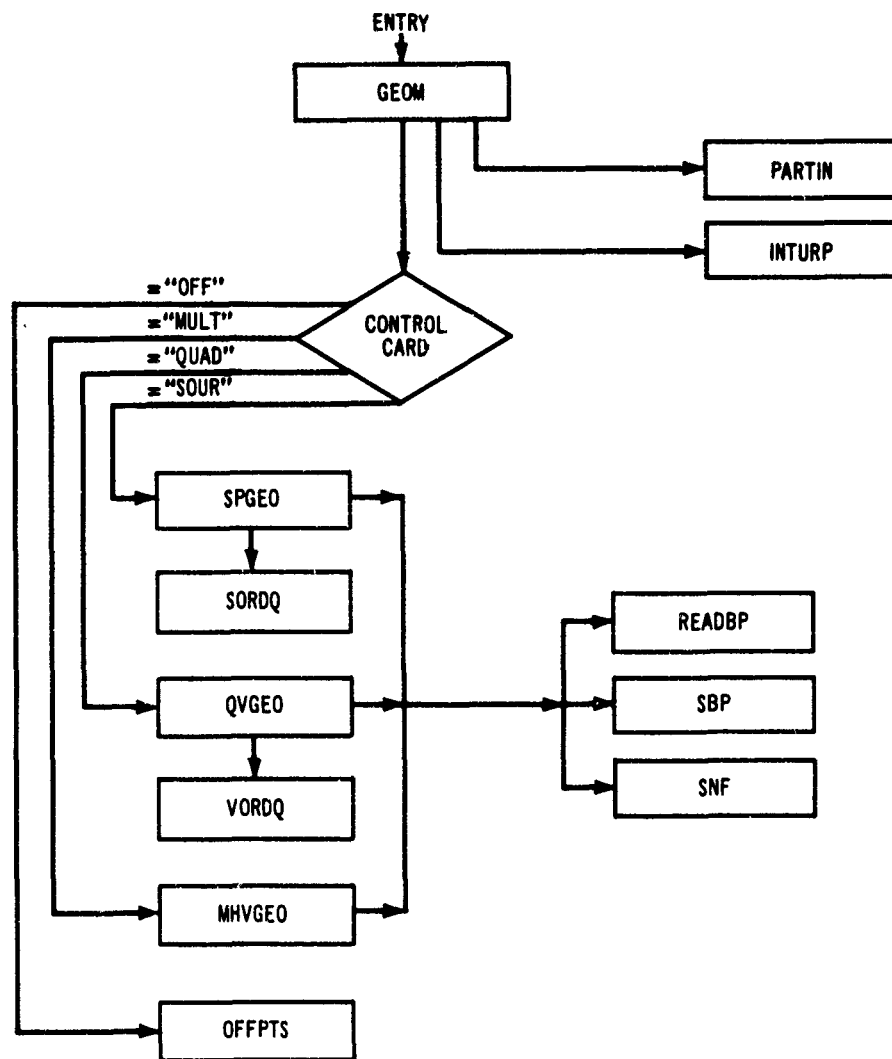 ENTRY
GEOM
PARTIN
INTURP
="OFF"
="MULT"
="QUAD"
="SOUR"
CONTROL
CARD
SPGEO
SORDQ
READBP
QVGEO
SBP
VORDQ
SNF
MHVGEO
OFFPTS